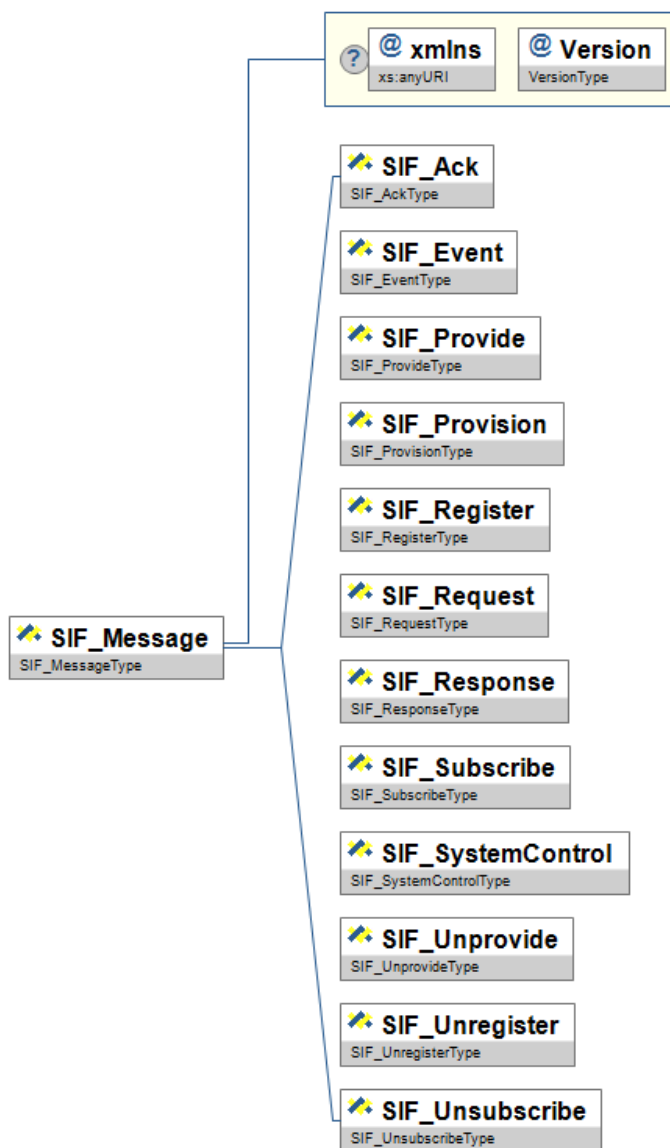 ? @ xmlns @ Version
xs:anyURI VersionType
SIF_Ack
SIF_AckType
SIF_Event
SIF_EventType
SIF_Provide
SIF_ProvideType
SIF_Provision
SIF_ProvisionType
SIF_Register
SIF_RegisterType
SIF_Request
SIF_RequestType
SIF_Message
SIF_MessageType
SIF_Response
SIF_ResponseType
SIF_Subscribe
SIF_SubscribeType
SIF_SystemControl
SIF_SystemControlType
SIF_Unprovide
SIF_UnprovideType
SIF_Unregister
SIF_UnregisterType
SIF_Unsubscribe
SIF_UnsubscribeType